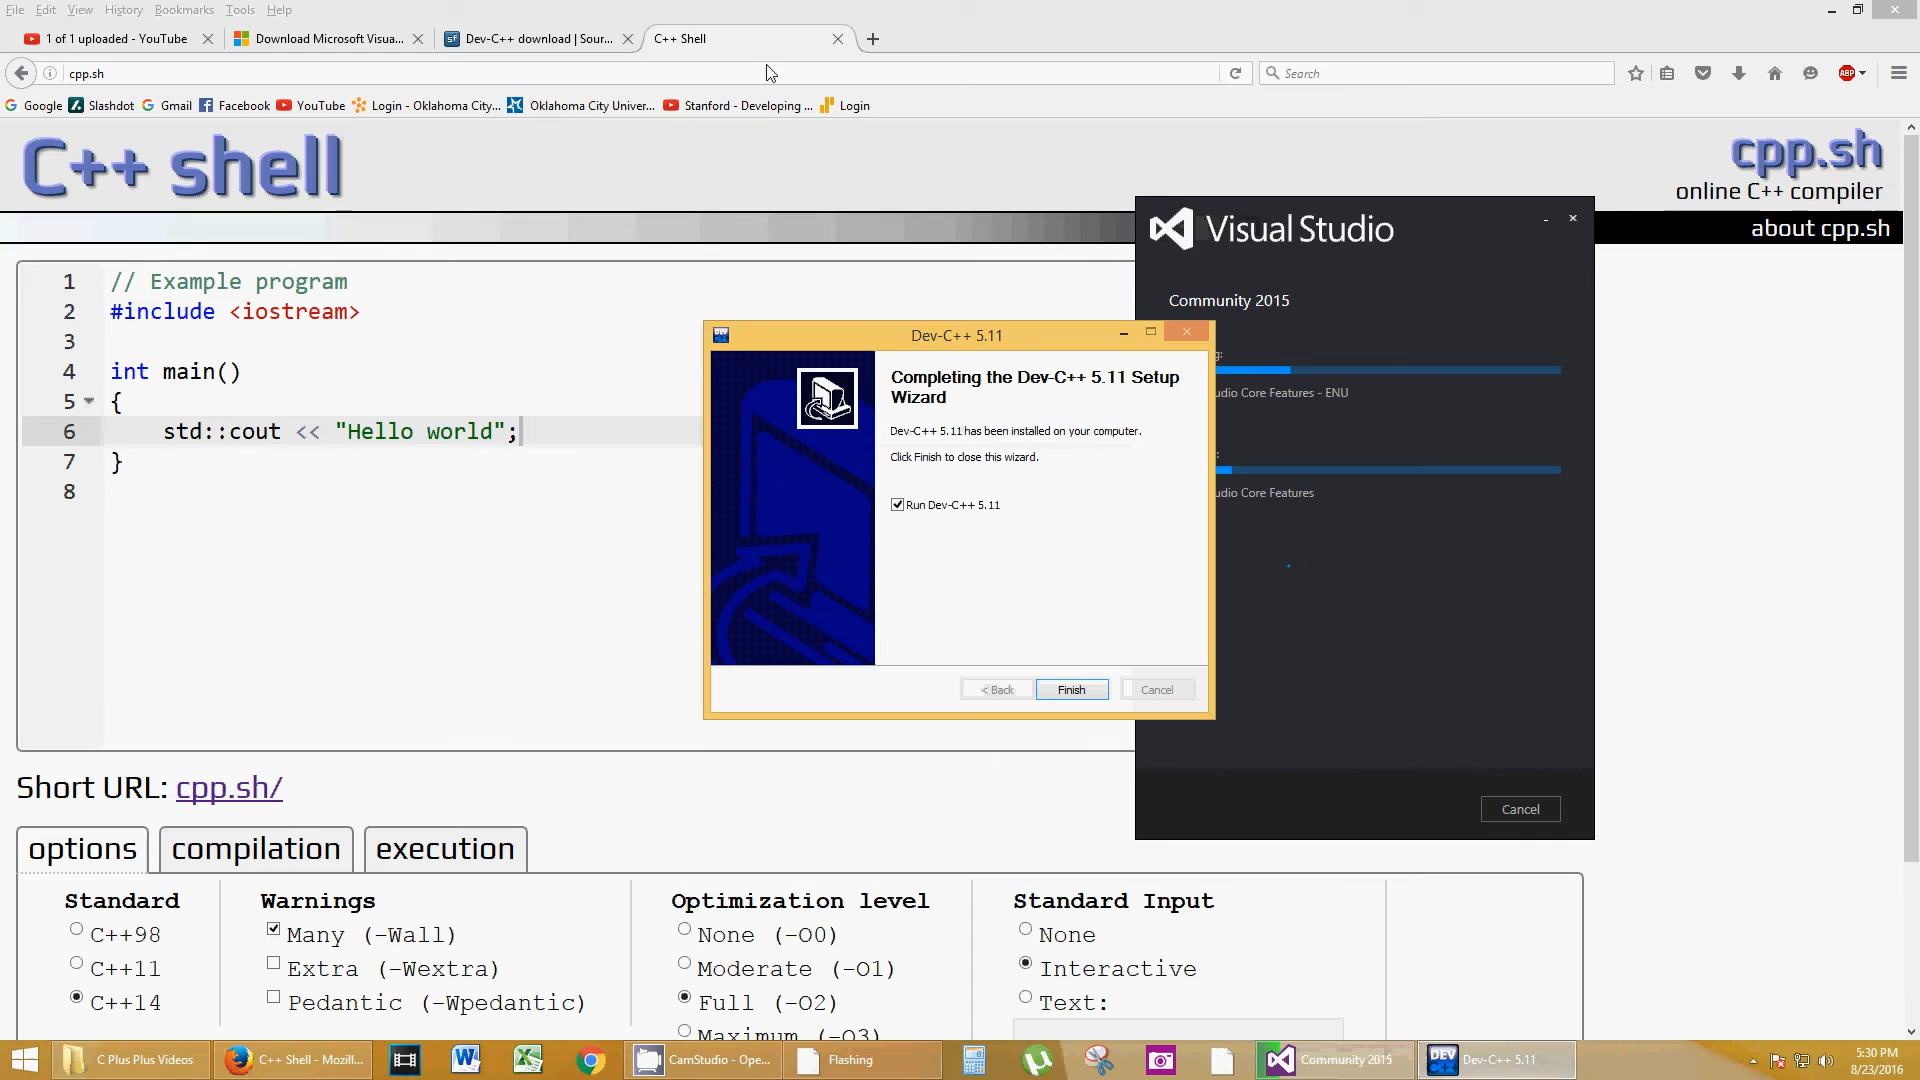 File Edit View History Bookmarks Tools Help
1 of 1 uploaded - YouTube
Download Microsoft Visua...
Dev-C++ download | Sour...
C++ Shell
cpp.sh
Search
ABP
Google Slashdot Gmail Facebook YouTube Login - Oklahoma City... Oklahoma City Univer... Stanford - Developing ... Login
C++ shell
cpp.sh
online C++ compiler
about cpp.sh
1 // Example program
2 #include <iostream>
3
4 int main()
5 {
6 std::cout << "Hello world";
7 }
8
Visual Studio
Community 2015
g:
udio Core Features - ENU
:
udio Core Features
Cancel
Dev-C++ 5.11
Completing the Dev-C++ 5.11 Setup
Wizard
Dev-C++ 5.11 has been installed on your computer.
Click Finish to close this wizard.
Run Dev-C++ 5.11
< Back Finish Cancel
Short URL: cpp.sh/
options compilation execution
Standard
C++98
C++11
C++14
Warnings
Many (-Wall)
Extra (-Wextra)
Pedantic (-Wpedantic)
Optimization level
None (-O0)
Moderate (-O1)
Full (-O2)
Maximum (-O3)
Standard Input
None
Interactive
Text:
C Plus Plus Videos
C++ Shell - Mozill...
CamStudio - Ope...
Flashing
Community 2015
DEV
C++
Dev-C++ 5.11
5:30 PM
8/23/2016